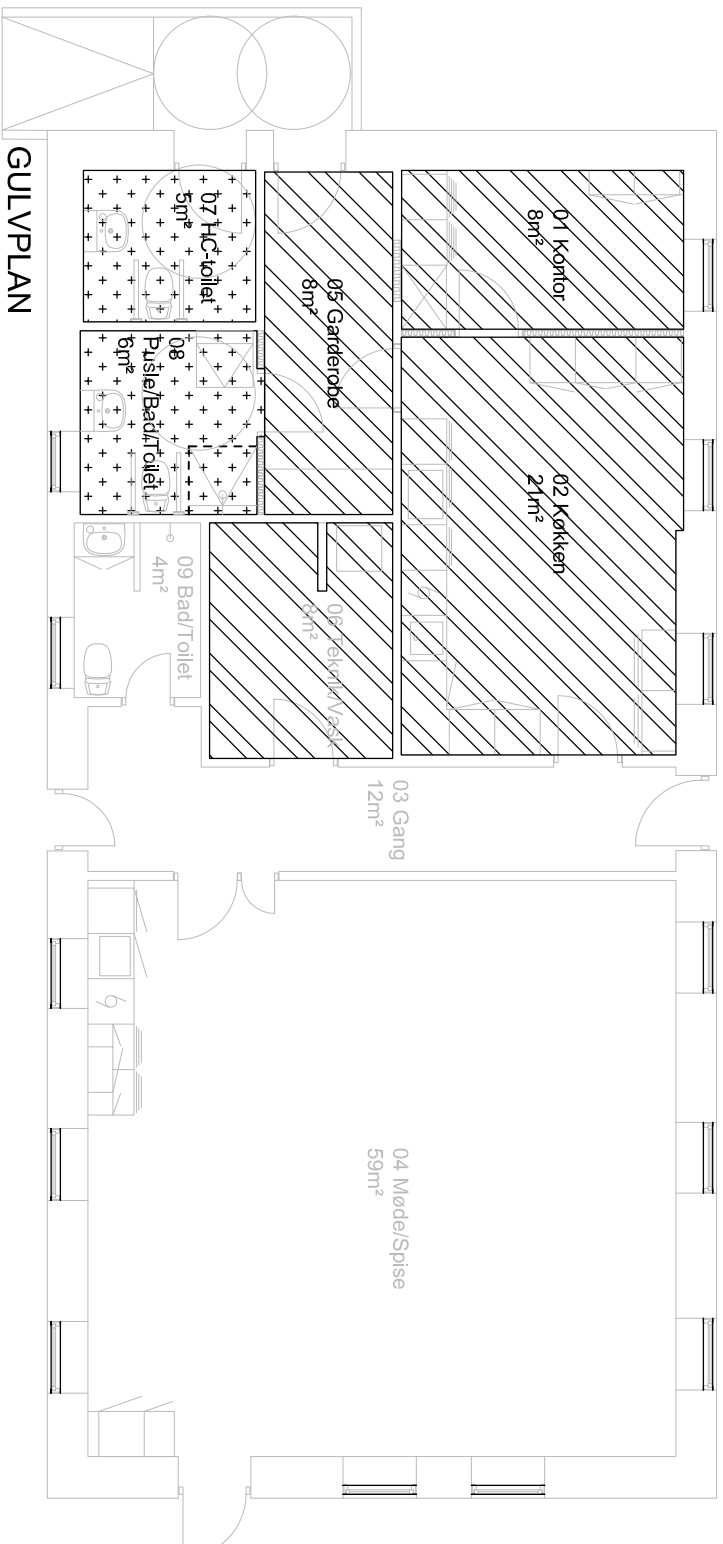 GULVPLAN
01 Kontor
8m²
02 Køkken
21m²
03 Gang
12m²
04 Møde/Spise
59m²
05 Garderobe
8m²
06 Teknik/Vask
8m²
07 HC-toilet
5m²
08
Pusle/Bad/Toilet
6m²
09 Bad/Toilet
4m²